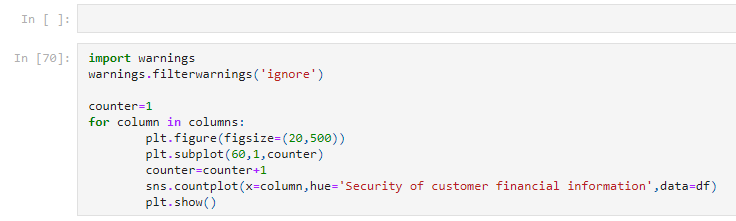 In [ ]:
In [70]: import warnings
warnings.filterwarnings('ignore')
counter=1
for column in columns:
        plt.figure(figsize=(20,500))
        plt.subplot(60,1,counter)
        counter=counter+1
        sns.countplot(x=column,hue='Security of customer financial information',data=df)
        plt.show()